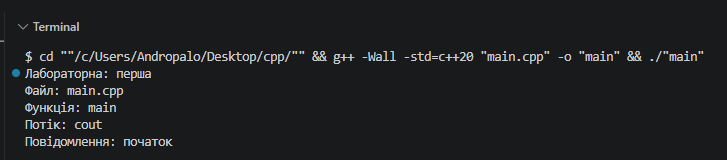 Terminal
$ cd ""/c/Users/Andropalo/Desktop/cpp/"" && g++ -Wall -std=c++20 "main.cpp" -o "main" && ./"main"
Лабораторна: перша
Файл: main.cpp
Функція: main
Потік: cout
Повідомлення: початок